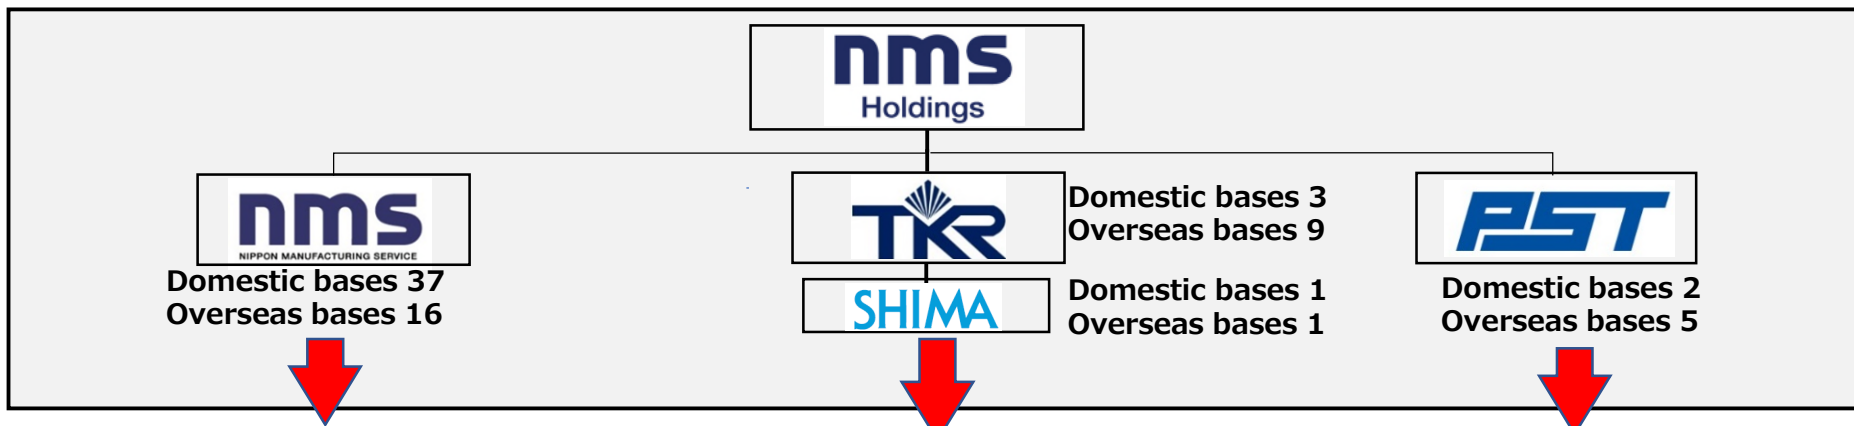 nms
Holdings
nms
NIPPON MANUFACTURING SERVICE
Domestic bases 37
Overseas bases 16
TKR
Domestic bases 3
Overseas bases 9
SHIMA
Domestic bases 1
Overseas bases 1
PST
Domestic bases 2
Overseas bases 5